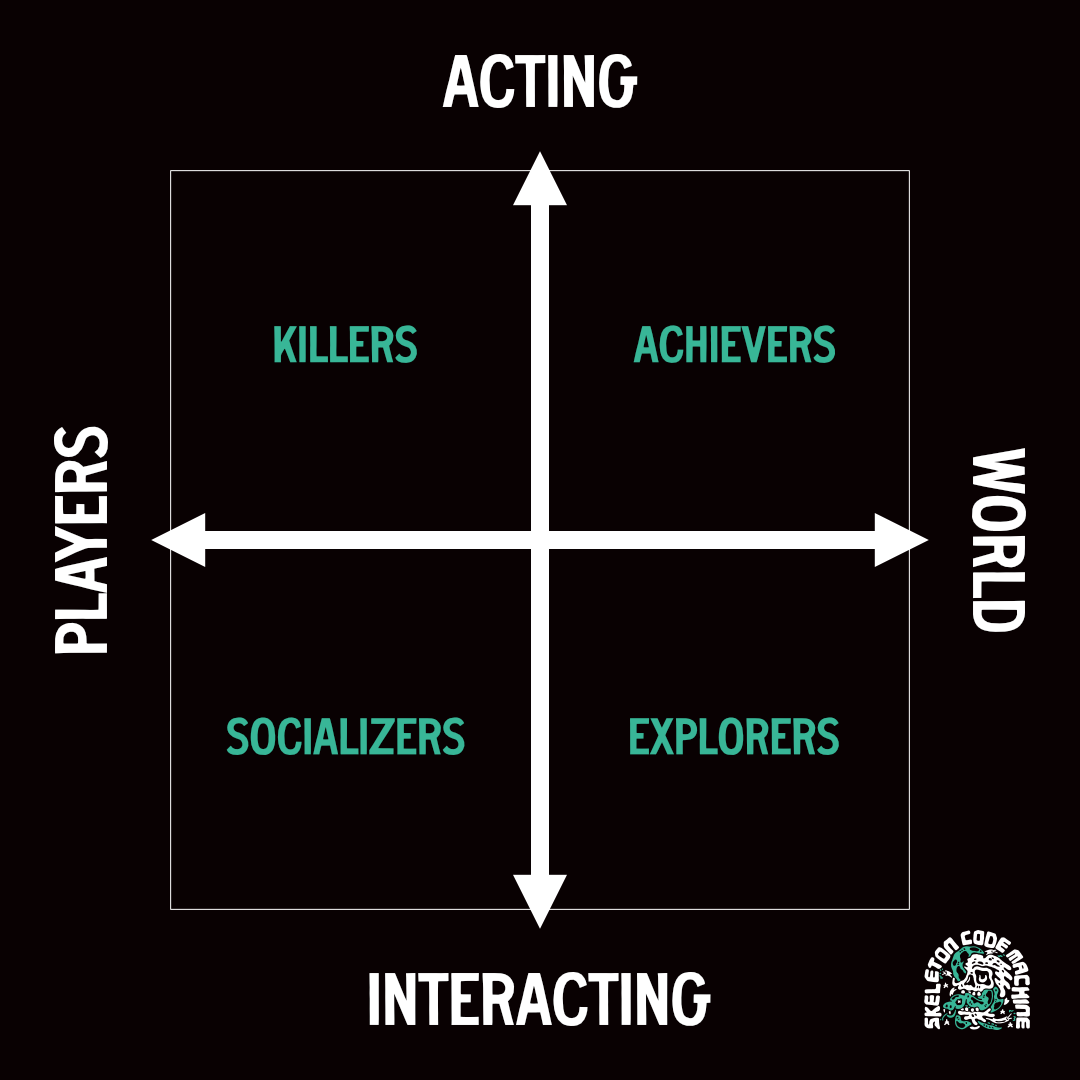 ACTING
KILLERS
ACHIEVERS
PLAYERS
WORLD
SOCIALIZERS
EXPLORERS
INTERACTING
SKELETON CODE MACHINE